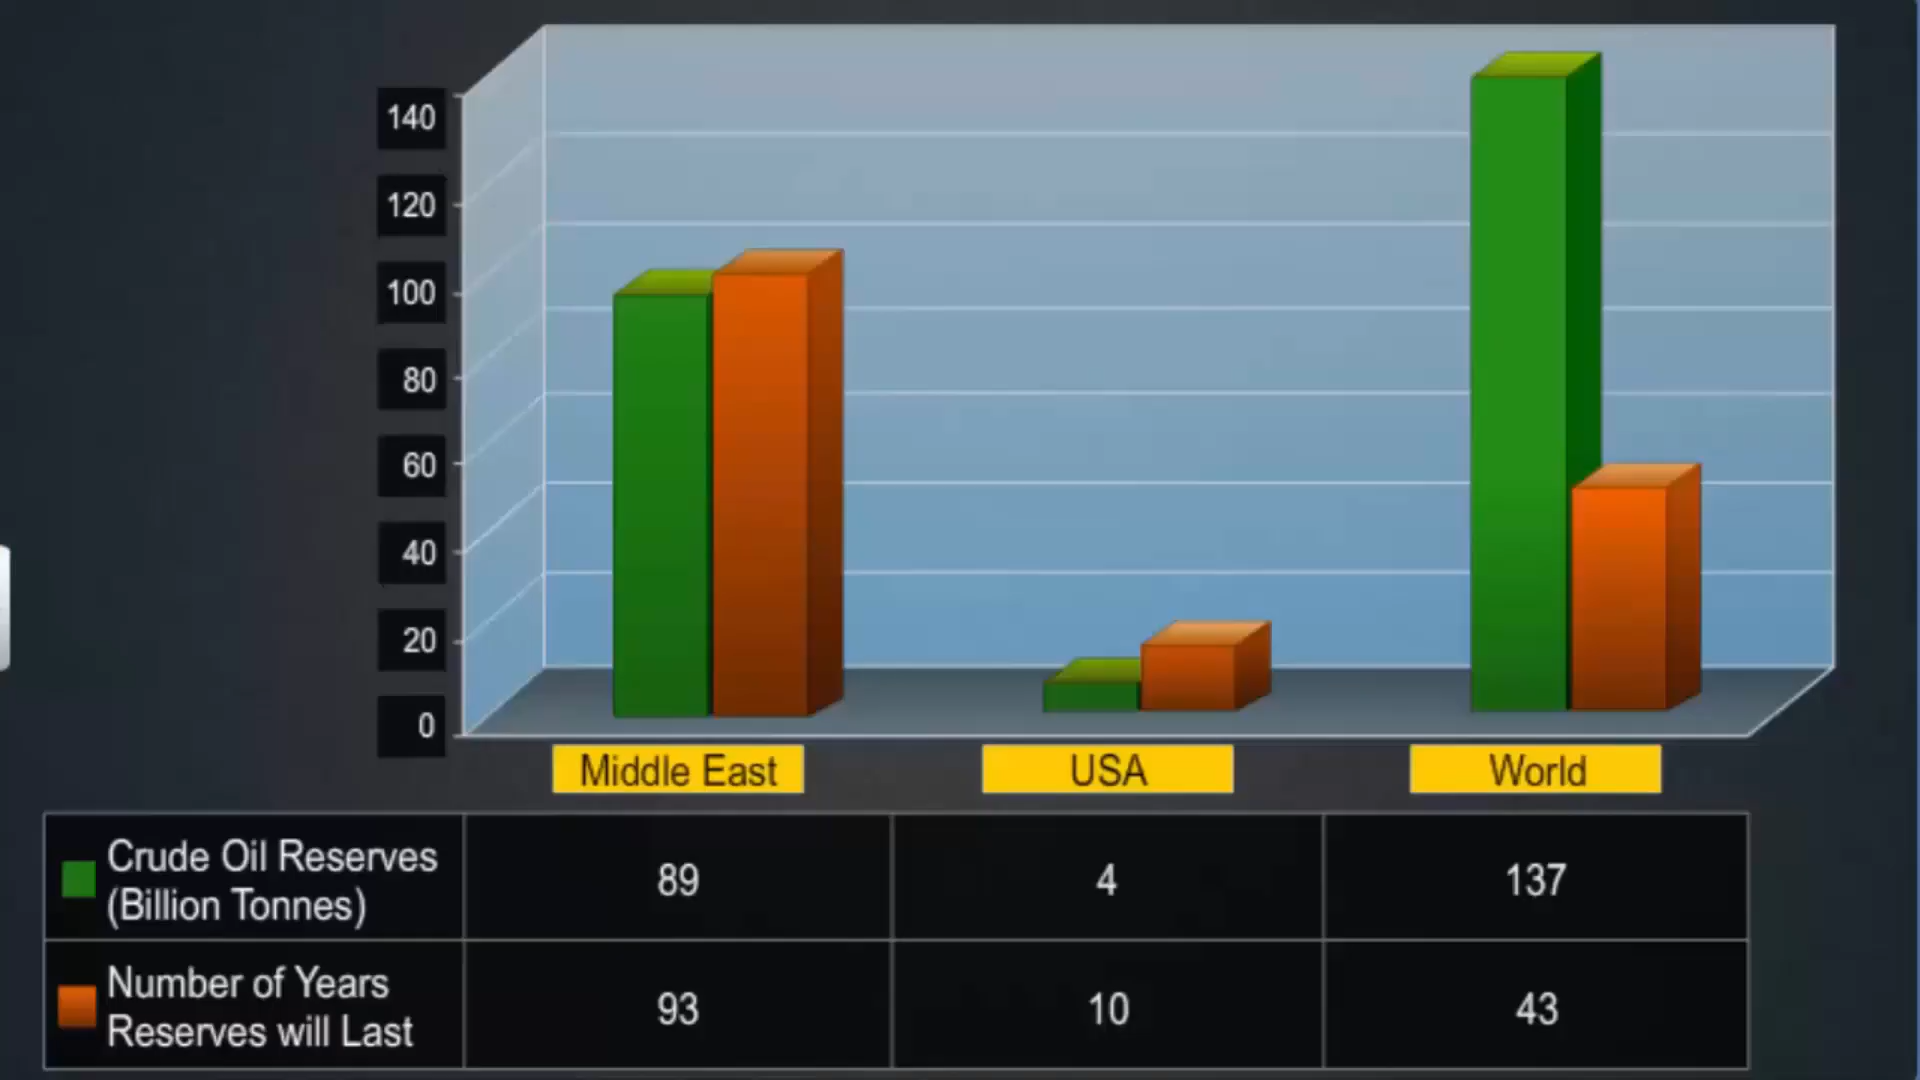 140
120
100
80
60
40
20
0
Middle East USA World
Crude Oil Reserves
(Billion Tonnes) 89 4 137
Number of Years
Reserves will Last 93 10 43